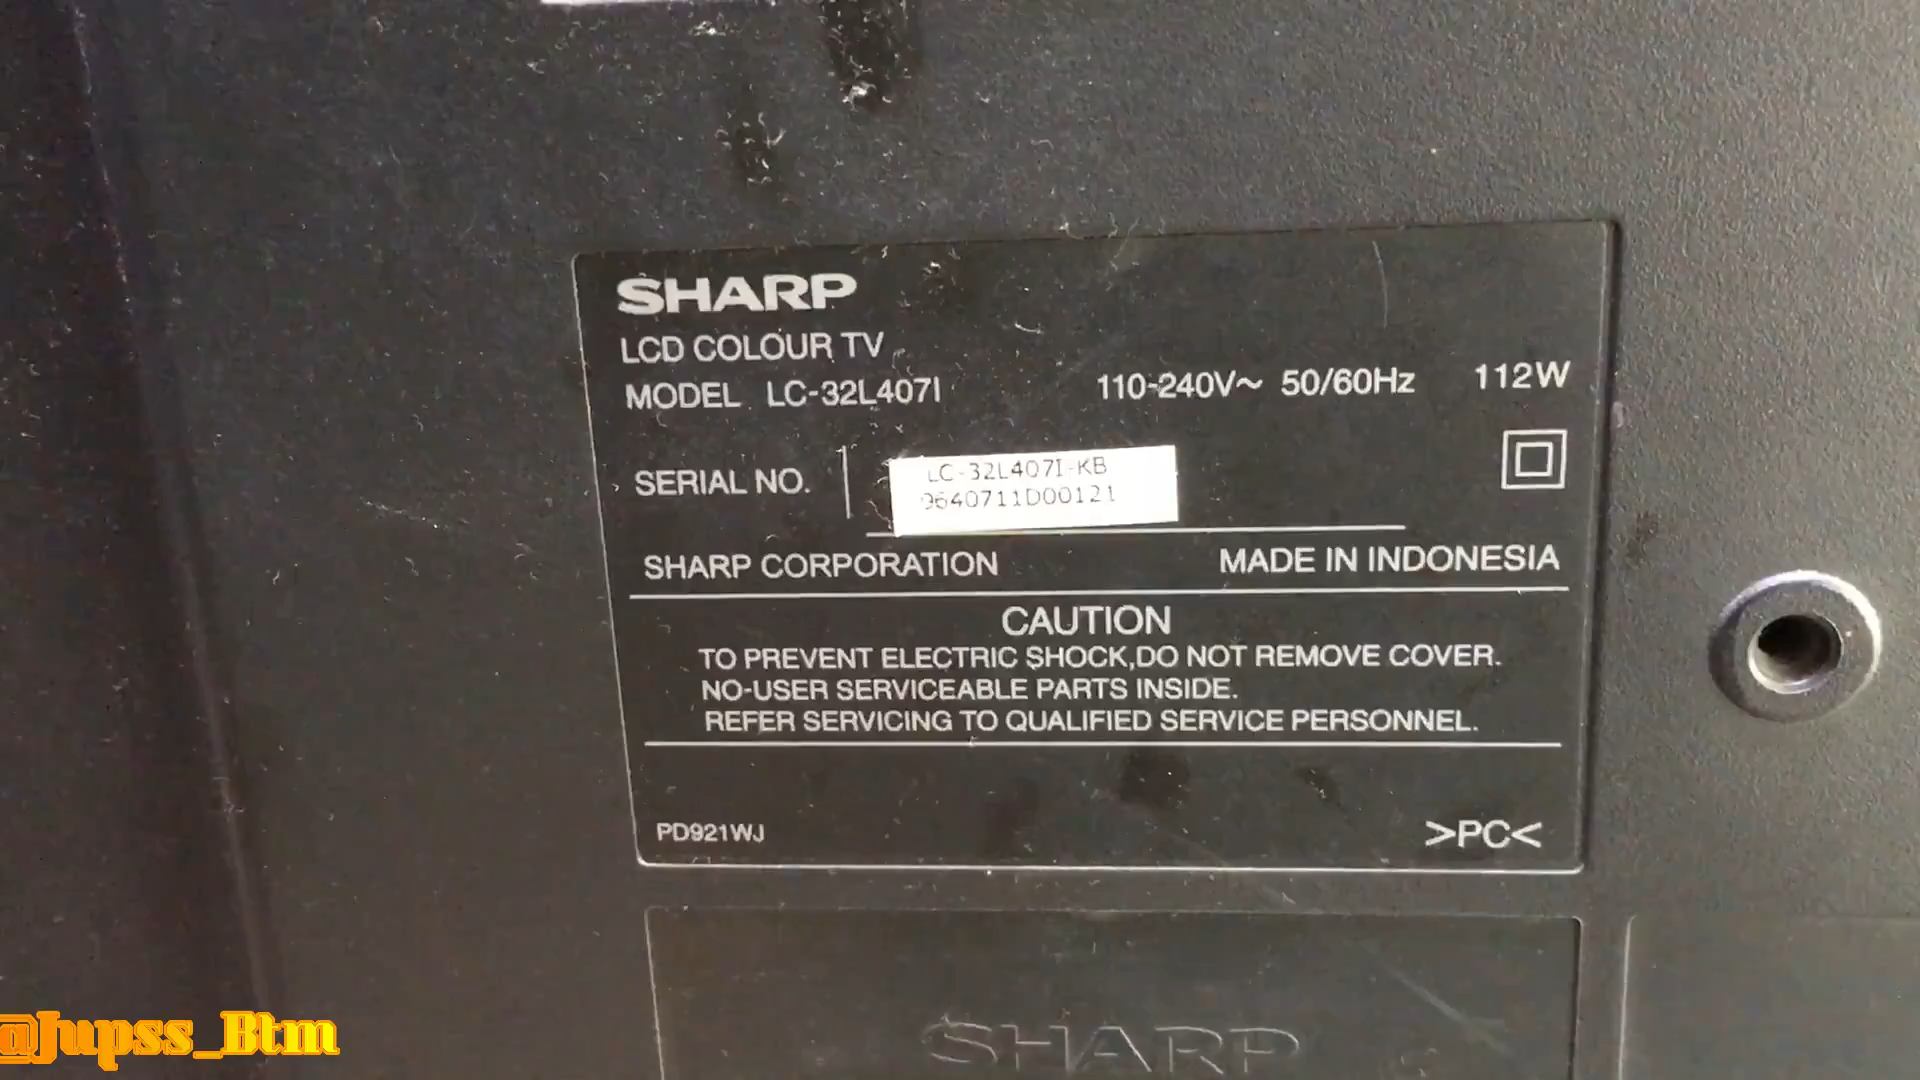 SHARP
LCD COLOUR TV
MODEL LC-32L407I 110-240V~ 50/60Hz 112W
LC-32L407I-KB
SERIAL NO. 9640711D00121
SHARP CORPORATION MADE IN INDONESIA
CAUTION
TO PREVENT ELECTRIC SHOCK,DO NOT REMOVE COVER.
NO-USER SERVICEABLE PARTS INSIDE.
REFER SERVICING TO QUALIFIED SERVICE PERSONNEL.
PD921WJ >PC<
SHARP
@Jupss_Btm